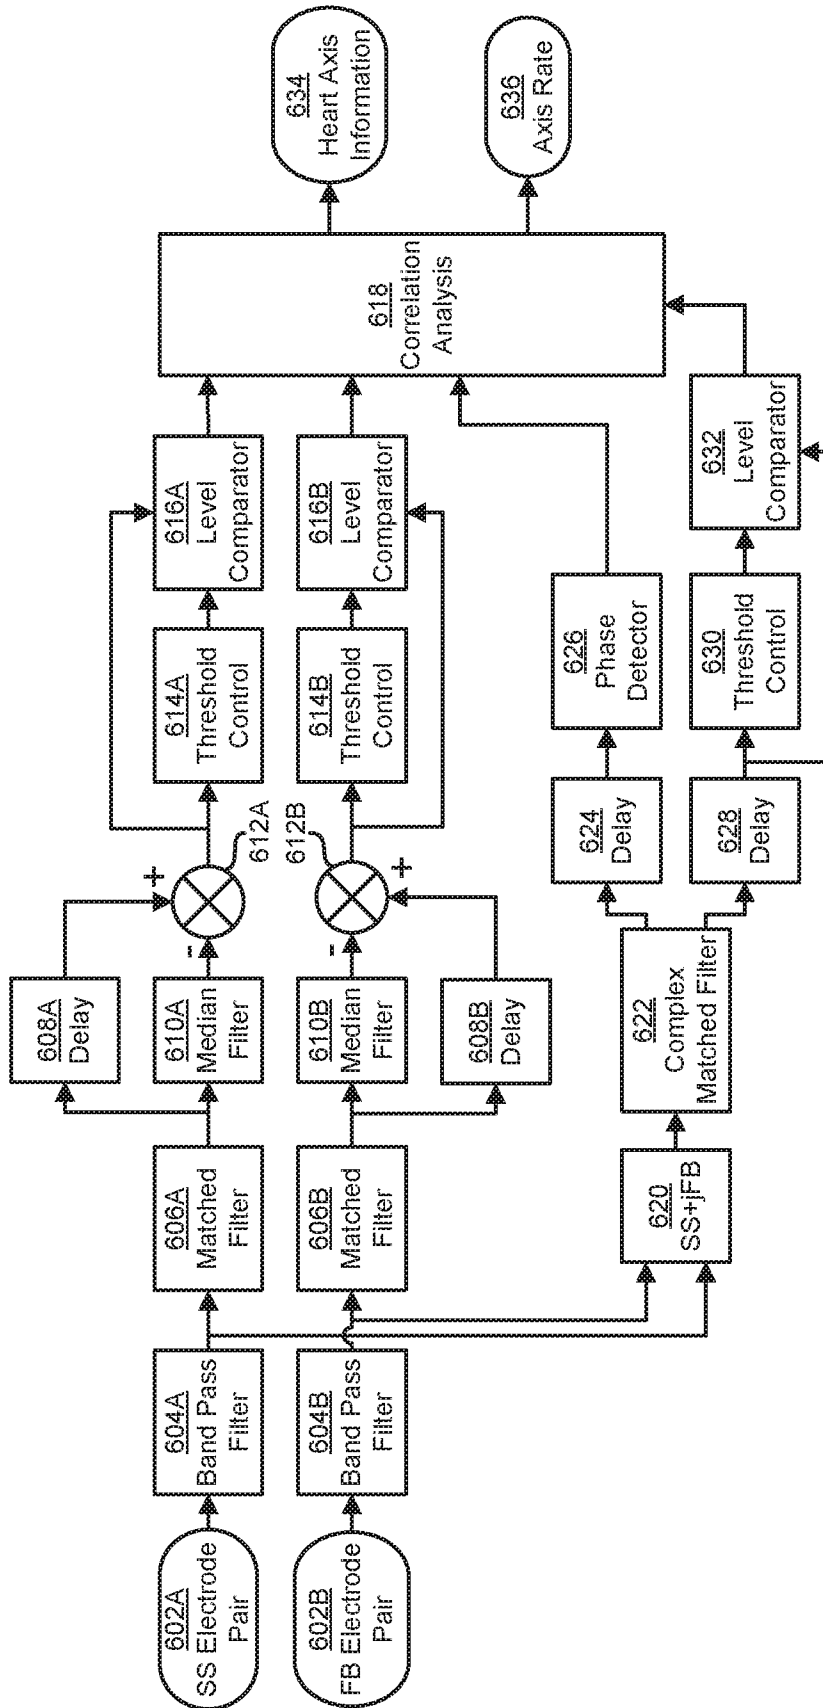 602A
SS Electrode
Pair
604A
Band Pass
Filter
606A
Matched
Filter
608A
Delay
610A
Median
Filter
+
-
612A
614A
Threshold
Control
616A
Level
Comparator
602B
FB Electrode
Pair
604B
Band Pass
Filter
606B
Matched
Filter
610B
Median
Filter
608B
Delay
-
+
612B
614B
Threshold
Control
616B
Level
Comparator
618
Correlation
Analysis
634
Heart Axis
Information
636
Axis Rate
620
SS+jFB
622
Complex
Matched Filter
624
Delay
626
Phase
Detector
628
Delay
630
Threshold
Control
632
Level
Comparator